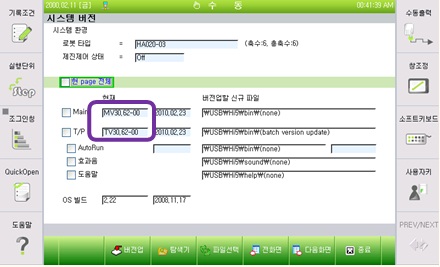 2000,02,11 [금] 수 동 00:41:39 AM
시스템 버전
시스템 환경
로봇 타입 = HA020-03 (축수:6, 총축수:6)
제진제어 상태 = Off
현 page 전체
현재 버전업할 신규 파일
Main MV30,62-00 2010,02,23 ₩USB₩Hi5₩bin₩(none)
T/P TV30,62-00 2010,02,23 ₩USB₩Hi5₩bin₩(batch version update)
AutoRun ₩USB₩Hi5₩bin₩(none)
효과음 ₩USB₩Hi5₩sound₩(none)
도움말 ₩USB₩Hi5₩help₩(none)
OS 빌드 2,22 2008,11,17
버전업 탐색기 파일선택 전화면 다음화면 종료
기록조건
실행단위
Step
조그인칭
QuickOpen
도움말
수동출력
좌표정
소프트키보드
사용자키
PREV/NEXT